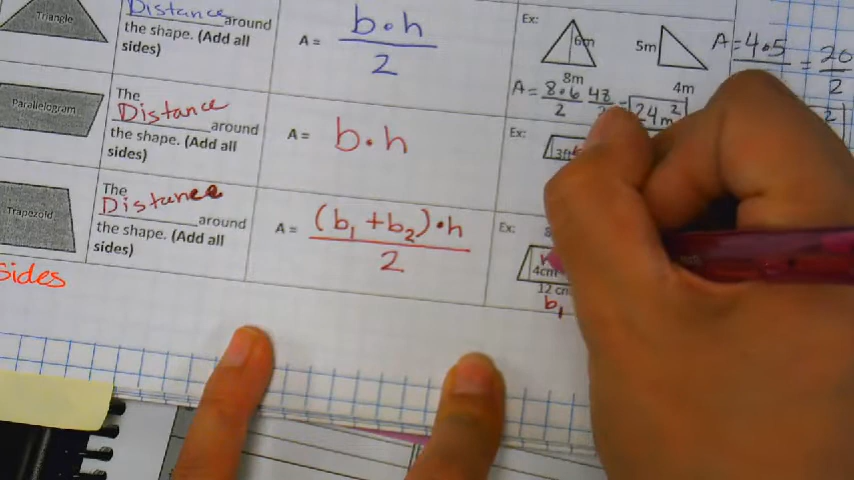 Triangle
Distance around
the shape. (Add all
sides)
A = b•h
2
Ex:
6m
8m
A = 8•6 48 = 24m²
2
5m
4m
A = 4•5 = 20
2
Parallelogram
The
Distance around
the shape. (Add all
sides)
A = b•h
Ex:
3ft
Trapezoid
The
Distance around
the shape. (Add all
sides)
A = (b₁ + b₂)•h
2
Ex:
4cm
12 cm
b₁
Sides